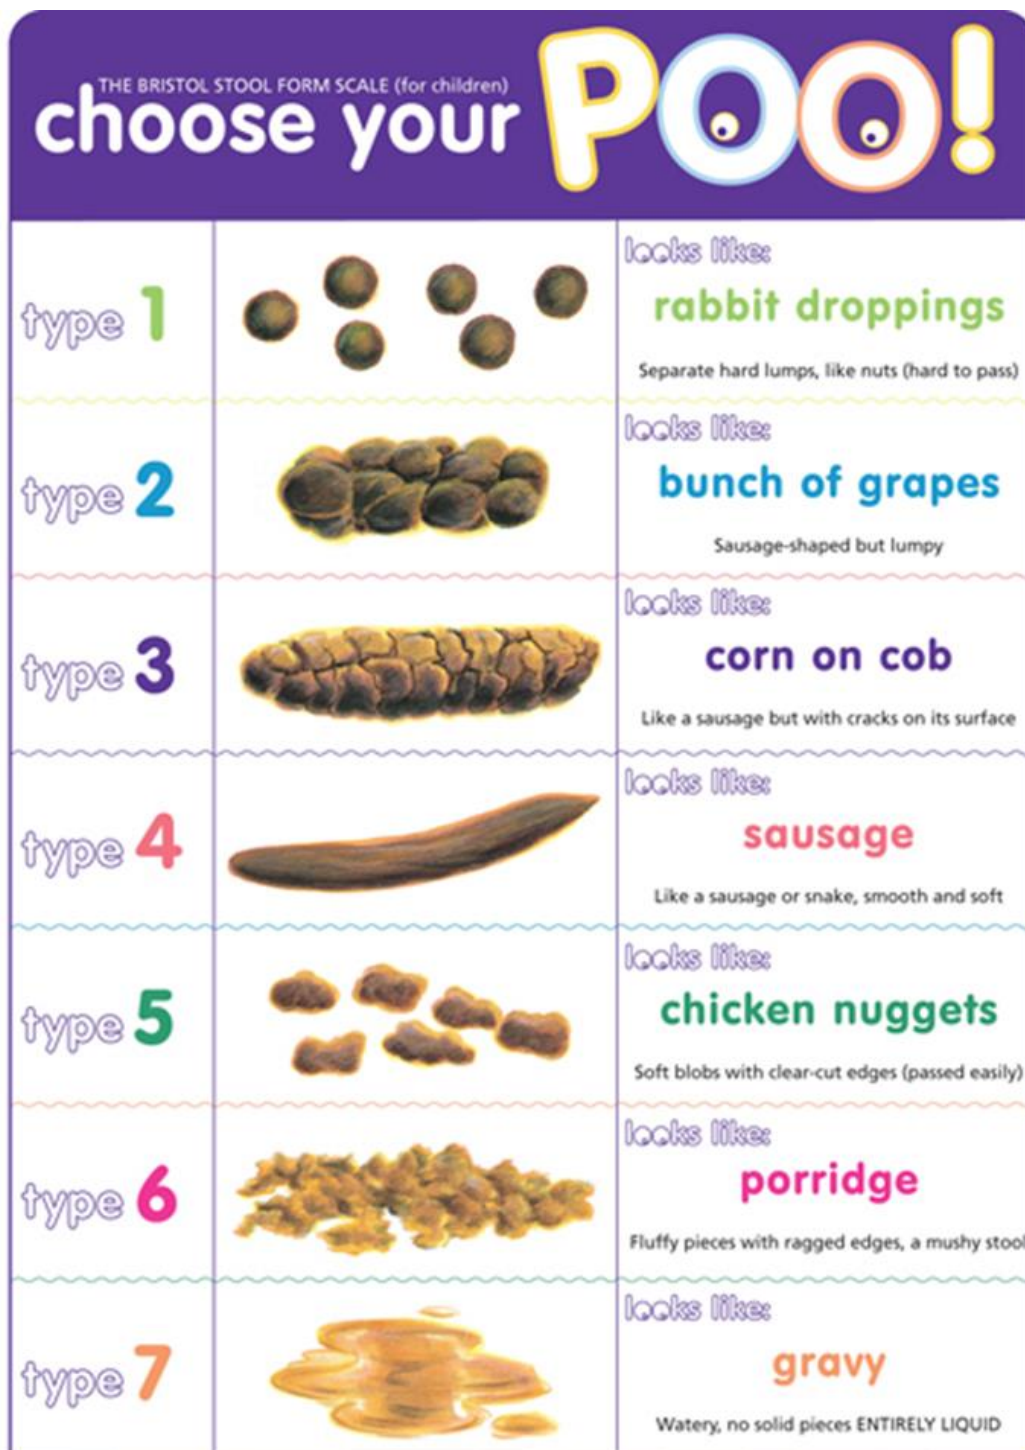 THE BRISTOL STOOL FORM SCALE (for children)
choose your POO!
type 1
looks like:
rabbit droppings
Separate hard lumps, like nuts (hard to pass)
type 2
looks like:
bunch of grapes
Sausage-shaped but lumpy
type 3
looks like:
corn on cob
Like a sausage but with cracks on its surface
type 4
looks like:
sausage
Like a sausage or snake, smooth and soft
type 5
looks like:
chicken nuggets
Soft blobs with clear-cut edges (passed easily)
type 6
looks like:
porridge
Fluffy pieces with ragged edges, a mushy stool
type 7
looks like:
gravy
Watery, no solid pieces ENTIRELY LIQUID